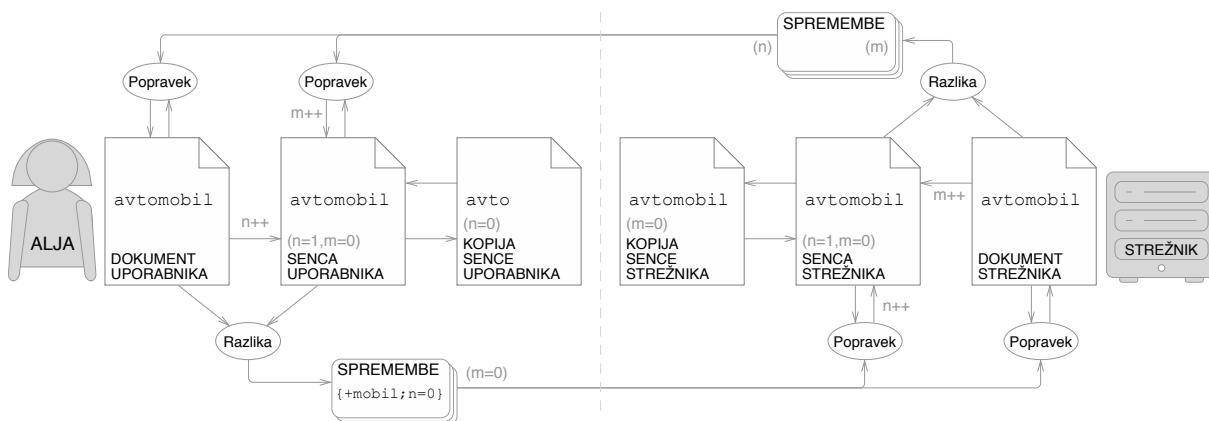 SPREMEMBE
(n)
(m)
Popravek
Popravek
Razlika
m++
avtomobil
avtomobil
avto
avtomobil
avtomobil
avtomobil
m++
n++
(n=0)
(m=0)
ALJA
(n=1,m=0)
(n=1,m=0)
STREŽNIK
DOKUMENT
UPORABNIKA
SENCA
UPORABNIKA
KOPIJA
SENCE
UPORABNIKA
KOPIJA
SENCE
STREŽNIKA
SENCA
STREŽNIKA
DOKUMENT
STREŽNIKA
n++
Razlika
Popravek
Popravek
SPREMEMBE
(m=0)
{+mobil;n=0}